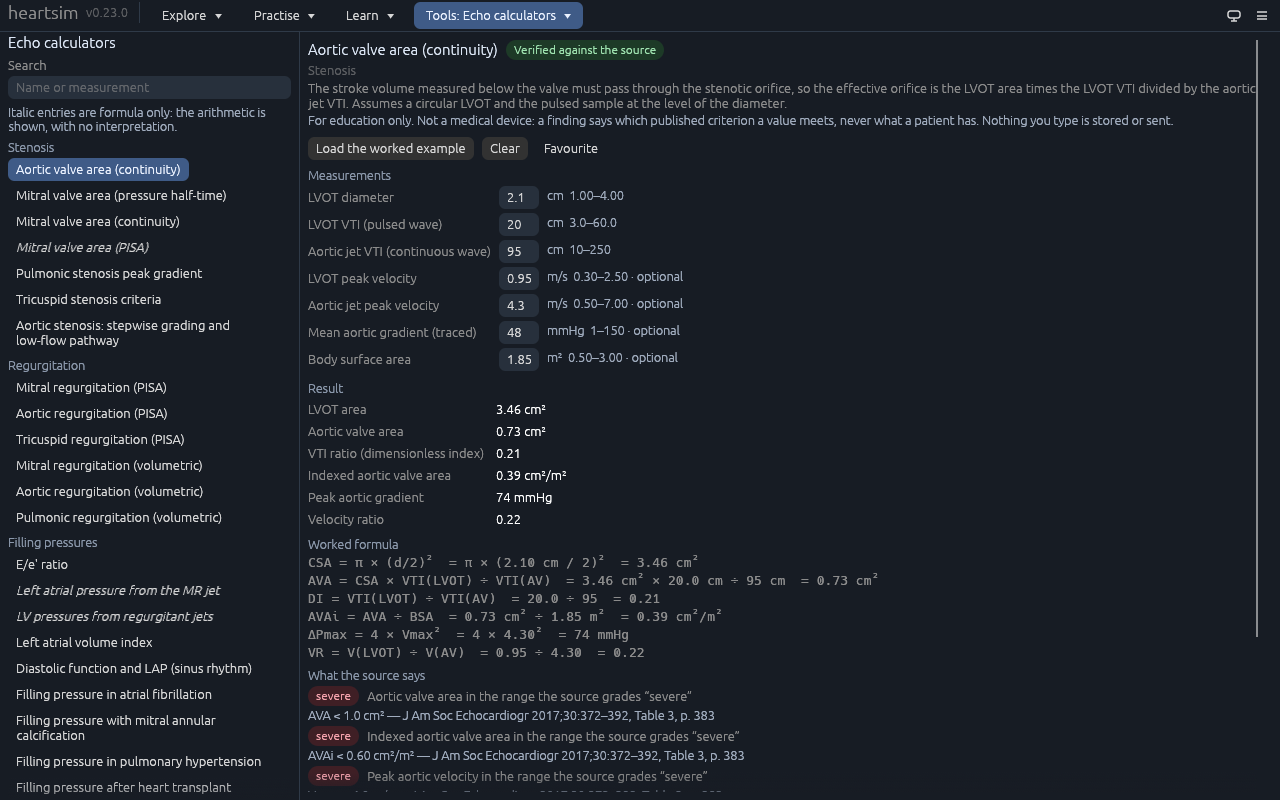 heartsim v0.23.0 Explore Practise Learn Tools: Echo calculators
Echo calculators
Search
Name or measurement
Italic entries are formula only: the arithmetic is
shown, with no interpretation.
Stenosis
Aortic valve area (continuity)
Mitral valve area (pressure half-time)
Mitral valve area (continuity)
Mitral valve area (PISA)
Pulmonic stenosis peak gradient
Tricuspid stenosis criteria
Aortic stenosis: stepwise grading and
low-flow pathway
Regurgitation
Mitral regurgitation (PISA)
Aortic regurgitation (PISA)
Tricuspid regurgitation (PISA)
Mitral regurgitation (volumetric)
Aortic regurgitation (volumetric)
Pulmonic regurgitation (volumetric)
Filling pressures
E/e' ratio
Left atrial pressure from the MR jet
LV pressures from regurgitant jets
Left atrial volume index
Diastolic function and LAP (sinus rhythm)
Filling pressure in atrial fibrillation
Filling pressure with mitral annular
calcification
Filling pressure in pulmonary hypertension
Filling pressure after heart transplant
Aortic valve area (continuity) Verified against the source
Stenosis
The stroke volume measured below the valve must pass through the stenotic orifice, so the effective orifice is the LVOT area times the LVOT VTI divided by the aortic
jet VTI. Assumes a circular LVOT and the pulsed sample at the level of the diameter.
For education only. Not a medical device: a finding says which published criterion a value meets, never what a patient has. Nothing you type is stored or sent.
Load the worked example Clear Favourite
Measurements
LVOT diameter 2.1 cm 1.00–4.00
LVOT VTI (pulsed wave) 20 cm 3.0–60.0
Aortic jet VTI (continuous wave) 95 cm 10–250
LVOT peak velocity 0.95 m/s 0.30–2.50 · optional
Aortic jet peak velocity 4.3 m/s 0.50–7.00 · optional
Mean aortic gradient (traced) 48 mmHg 1–150 · optional
Body surface area 1.85 m² 0.50–3.00 · optional
Result
LVOT area 3.46 cm²
Aortic valve area 0.73 cm²
VTI ratio (dimensionless index) 0.21
Indexed aortic valve area 0.39 cm²/m²
Peak aortic gradient 74 mmHg
Velocity ratio 0.22
Worked formula
CSA = π × (d/2)² = π × (2.10 cm / 2)² = 3.46 cm²
AVA = CSA × VTI(LVOT) ÷ VTI(AV) = 3.46 cm² × 20.0 cm ÷ 95 cm = 0.73 cm²
DI = VTI(LVOT) ÷ VTI(AV) = 20.0 ÷ 95 = 0.21
AVAi = AVA ÷ BSA = 0.73 cm² ÷ 1.85 m² = 0.39 cm²/m²
ΔPmax = 4 × Vmax² = 4 × 4.30² = 74 mmHg
VR = V(LVOT) ÷ V(AV) = 0.95 ÷ 4.30 = 0.22
What the source says
severe Aortic valve area in the range the source grades “severe”
AVA < 1.0 cm² — J Am Soc Echocardiogr 2017;30:372–392, Table 3, p. 383
severe Indexed aortic valve area in the range the source grades “severe”
AVAi < 0.60 cm²/m² — J Am Soc Echocardiogr 2017;30:372–392, Table 3, p. 383
severe Peak aortic velocity in the range the source grades “severe”